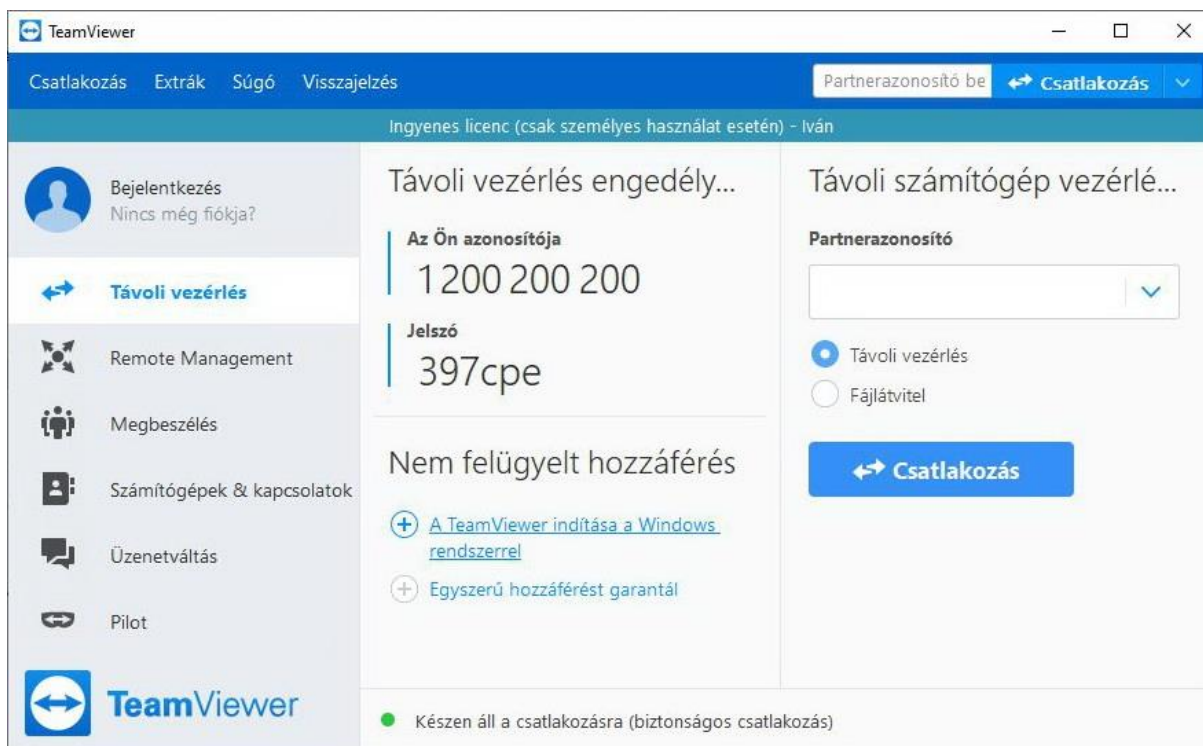 TeamViewer
Csatlakozás Extrák Súgó Visszajelzés
Partnerazonosító be
Csatlakozás
Ingyenes licenc (csak személyes használat esetén) - Iván
Bejelentkezés
Nincs még fiókja?
Távoli vezérlés
Remote Management
Megbeszélés
Számítógépek & kapcsolatok
Üzenetváltás
Pilot
TeamViewer
Távoli vezérlés engedély...
Az Ön azonosítója
1 200 200 200
Jelszó
397cpe
Nem felügyelt hozzáférés
A TeamViewer indítása a Windows
rendszerrel
Egyszerű hozzáférést garantál
Távoli számítógép vezérlé...
Partnerazonosító
Távoli vezérlés
Fájlátvitel
Csatlakozás
Készen áll a csatlakozásra (biztonságos csatlakozás)